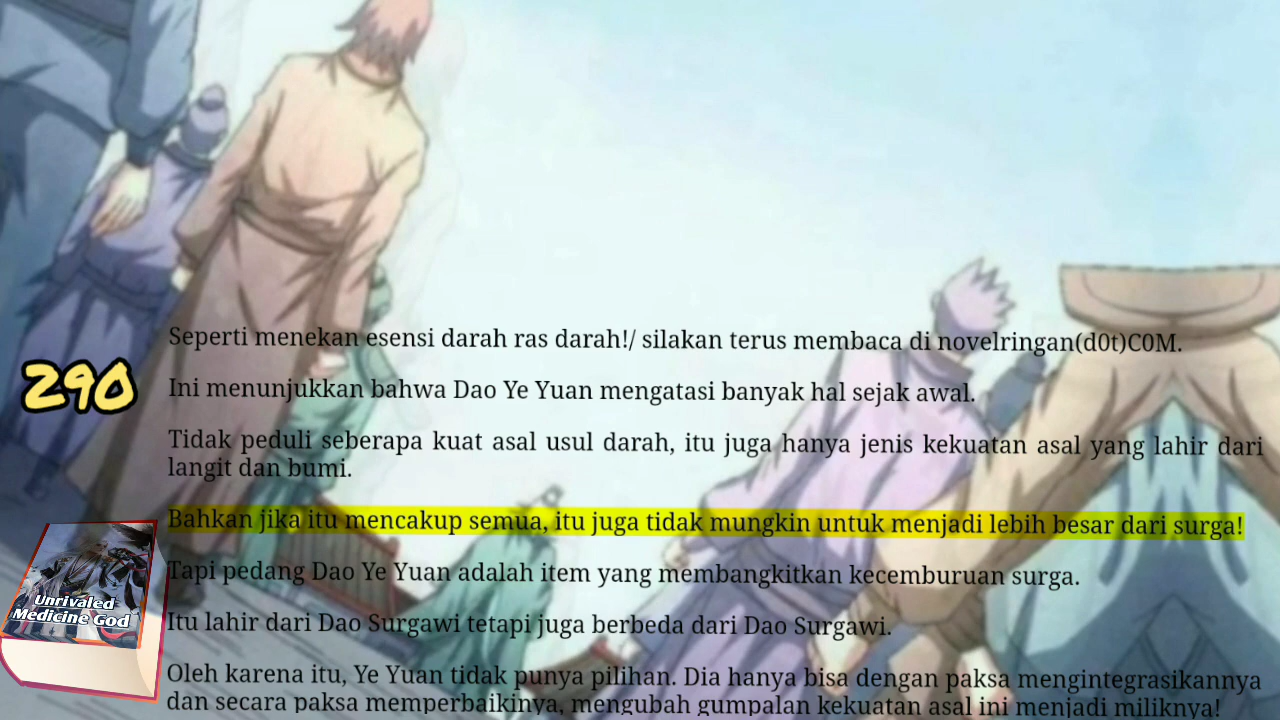 Seperti menekan esensi darah ras darah!/ silakan terus membaca di novelringan(d0t)C0M.
290
Ini menunjukkan bahwa Dao Ye Yuan mengatasi banyak hal sejak awal.
Tidak peduli seberapa kuat asal usul darah, itu juga hanya jenis kekuatan asal yang lahir dari
langit dan bumi.
Bahkan jika itu mencakup semua, itu juga tidak mungkin untuk menjadi lebih besar dari surga!
Tapi pedang Dao Ye Yuan adalah item yang membangkitkan kecemburuan surga.
Unrivaled
Medicine God
Itu lahir dari Dao Surgawi tetapi juga berbeda dari Dao Surgawi.
Oleh karena itu, Ye Yuan tidak punya pilihan. Dia hanya bisa dengan paksa mengintegrasikannya
dan secara paksa memperbaikinya, mengubah gumpalan kekuatan asal ini menjadi miliknya!